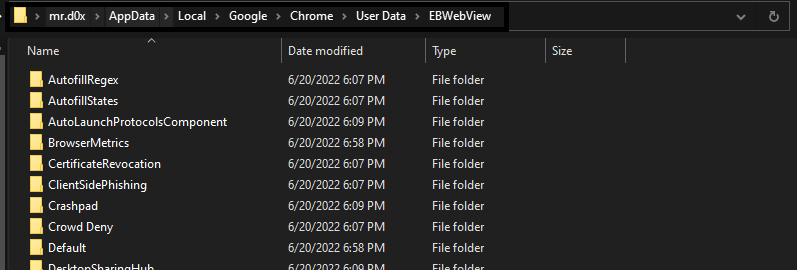 mr.d0x > AppData > Local > Google > Chrome > User Data > EBWebView
Name Date modified Type Size
AutofillRegex 6/20/2022 6:07 PM File folder
AutofillStates 6/20/2022 6:07 PM File folder
AutoLaunchProtocolsComponent 6/20/2022 6:09 PM File folder
BrowserMetrics 6/20/2022 6:58 PM File folder
CertificateRevocation 6/20/2022 6:07 PM File folder
ClientSidePhishing 6/20/2022 6:07 PM File folder
Crashpad 6/20/2022 6:09 PM File folder
Crowd Deny 6/20/2022 6:07 PM File folder
Default 6/20/2022 6:58 PM File folder
DesktopSharingHub 6/20/2022 6:09 PM File folder